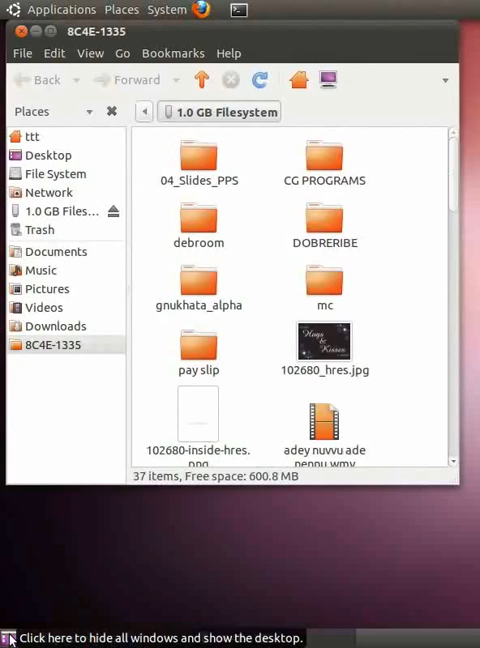 Applications Places System
8C4E-1335
File Edit View Go Bookmarks Help
Back Forward
Places
1.0 GB Filesystem
ttt
Desktop
File System
Network
1.0 GB Files...
Trash
Documents
Music
Pictures
Videos
Downloads
8C4E-1335
04_Slides_PPS
CG PROGRAMS
debroom
DOBRERIBE
gnukhata_alpha
mc
pay slip
Hugs
&
Kisses
102680_hres.jpg
102680-inside-hres.
png
adey nuvvu ade
nennu wmv
37 items, Free space: 600.8 MB
Click here to hide all windows and show the desktop.